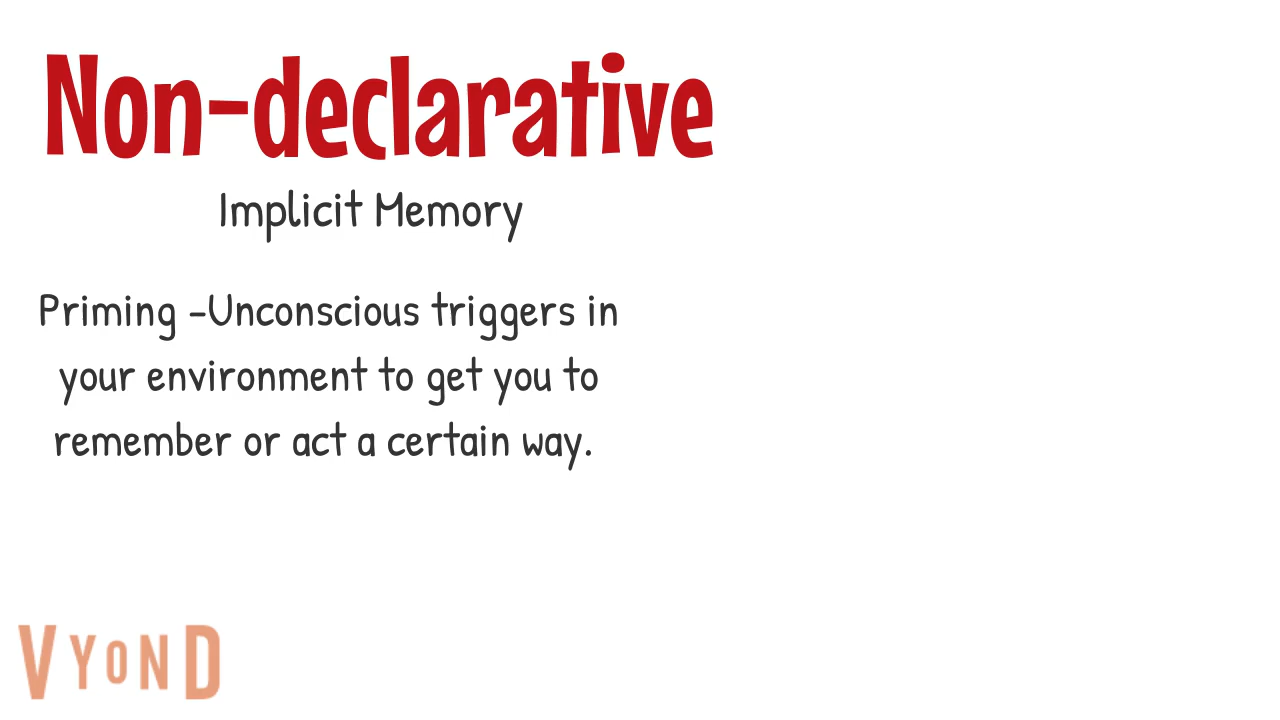 Non-declarative
Implicit Memory
Priming -Unconscious triggers in
your environment to get you to
remember or act a certain way.
VYOND